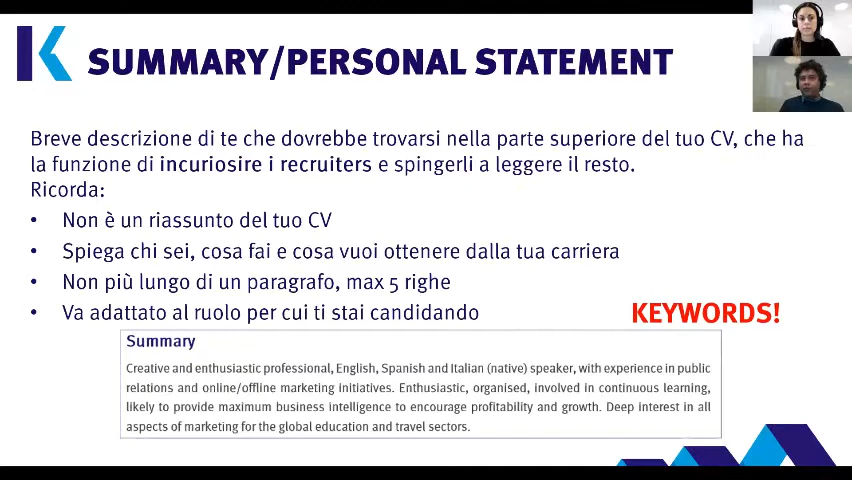 K SUMMARY/PERSONAL STATEMENT
Breve descrizione di te che dovrebbe trovarsi nella parte superiore del tuo CV, che ha
la funzione di incuriosire i recruiters e spingerli a leggere il resto.
Ricorda:
• Non è un riassunto del tuo CV
• Spiega chi sei, cosa fai e cosa vuoi ottenere dalla tua carriera
• Non più lungo di un paragrafo, max 5 righe
• Va adattato al ruolo per cui ti stai candidando
KEYWORDS!
Summary
Creative and enthusiastic professional, English, Spanish and Italian (native) speaker, with experience in public
relations and online/offline marketing initiatives. Enthusiastic, organised, involved in continuous learning,
likely to provide maximum business intelligence to encourage profitability and growth. Deep interest in all
aspects of marketing for the global education and travel sectors.